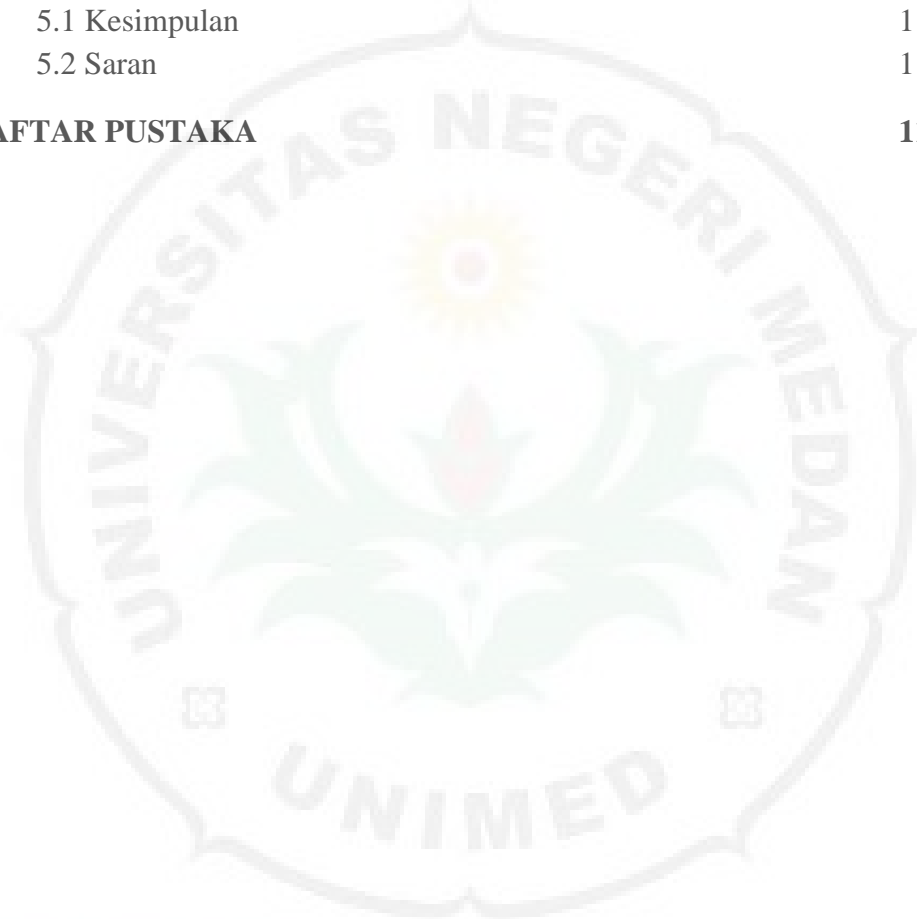 5.1 Kesimpulan 1
5.2 Saran 1
AFTAR PUSTAKA 1
UNIVERSITAS NEGERI MEDAN
UNIMED